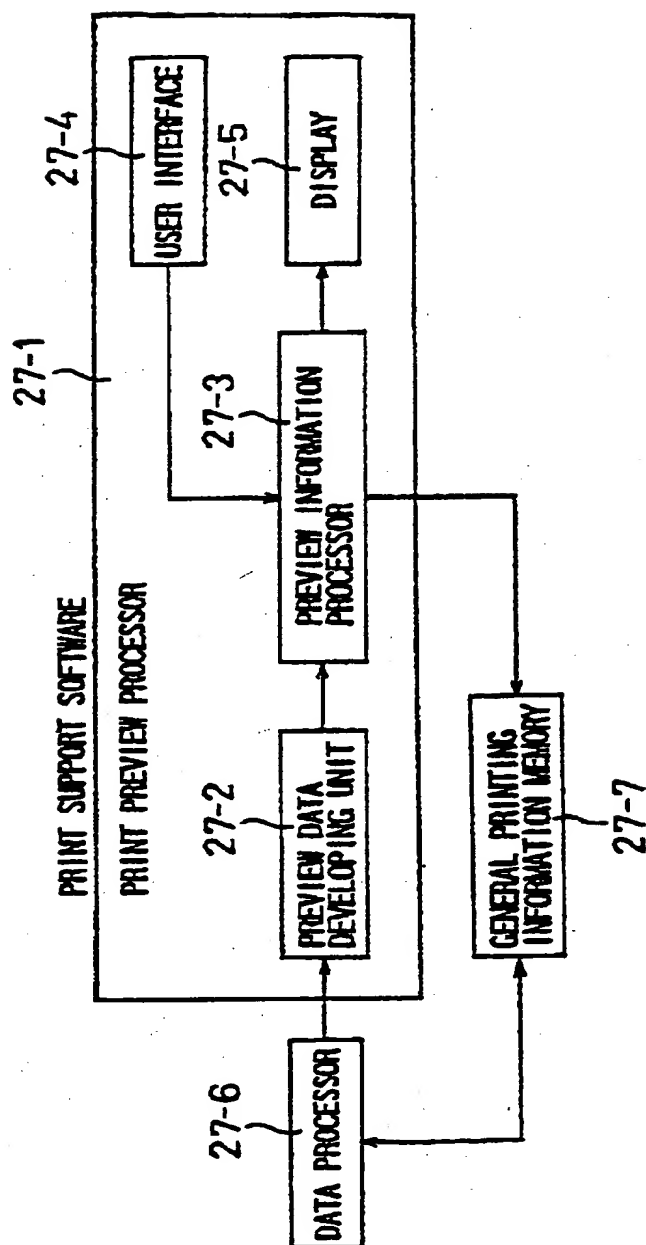 PRINT SUPPORT SOFTWARE
27-1
PRINT PREVIEW PROCESSOR
27-4
USER INTERFACE
27-6
DATA PROCESSOR
27-2
PREVIEW DATA
DEVELOPING UNIT
27-3
PREVIEW INFORMATION
PROCESSOR
27-5
DISPLAY
GENERAL PRINTING
INFORMATION MEMORY
27-7